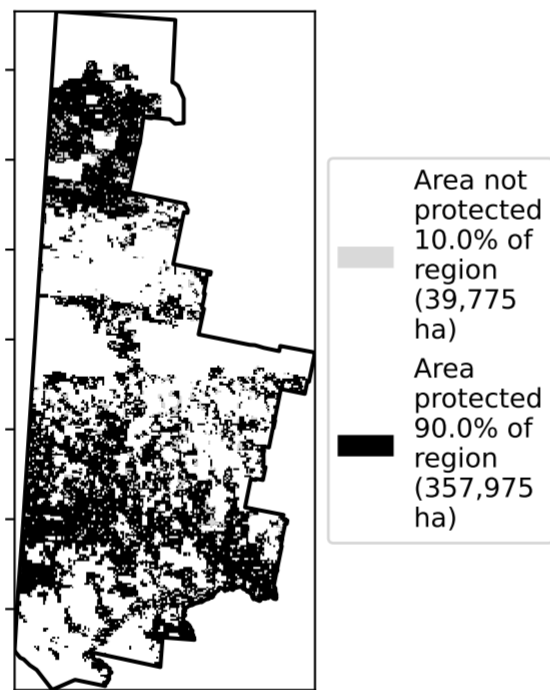 Area not
protected
10.0% of
region
(39,775
ha)
Area
protected
90.0% of
region
(357,975
ha)